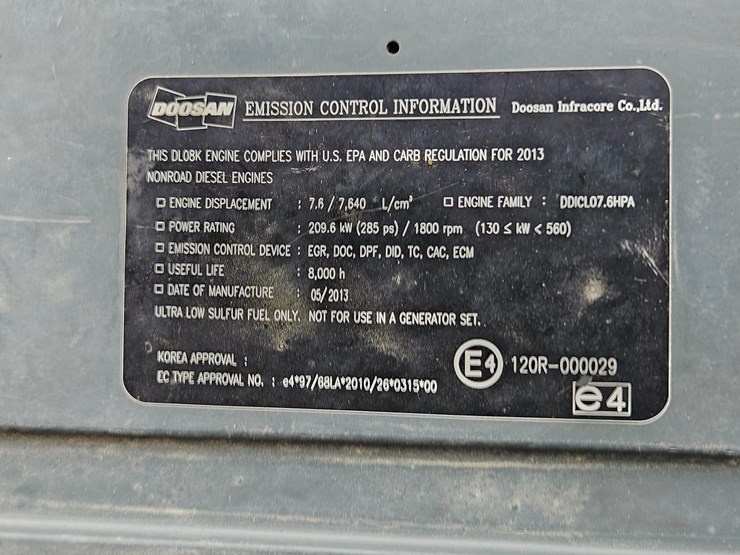 DOOSAN EMISSION CONTROL INFORMATION Doosan Infracore Co.,Ltd.
THIS DL08K ENGINE COMPLIES WITH U.S. EPA AND CARB REGULATION FOR 2013
NONROAD DIESEL ENGINES
ENGINE DISPLACEMENT : 7.6 / 7,640 L/cm³ ENGINE FAMILY : DDICL07.6HPA
POWER RATING : 209.6 kW (285 ps) / 1800 rpm (130 ≤ kW < 560)
EMISSION CONTROL DEVICE : EGR, DOC, DPF, DID, TC, CAC, ECM
USEFUL LIFE : 8,000 h
DATE OF MANUFACTURE : 05/2013
ULTRA LOW SULFUR FUEL ONLY. NOT FOR USE IN A GENERATOR SET.
KOREA APPROVAL :
E4 120R-000029
EC TYPE APPROVAL NO. : e4*97/68LA*2010/26*0315*00
e4